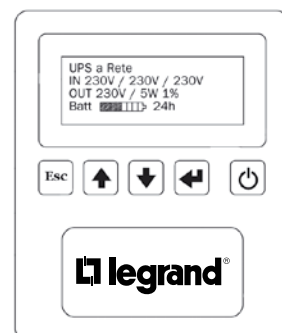 UPS a Rete
IN 230V / 230V / 230V
OUT 230V / 5W 1%
Batt 24h
Esc
legrand®